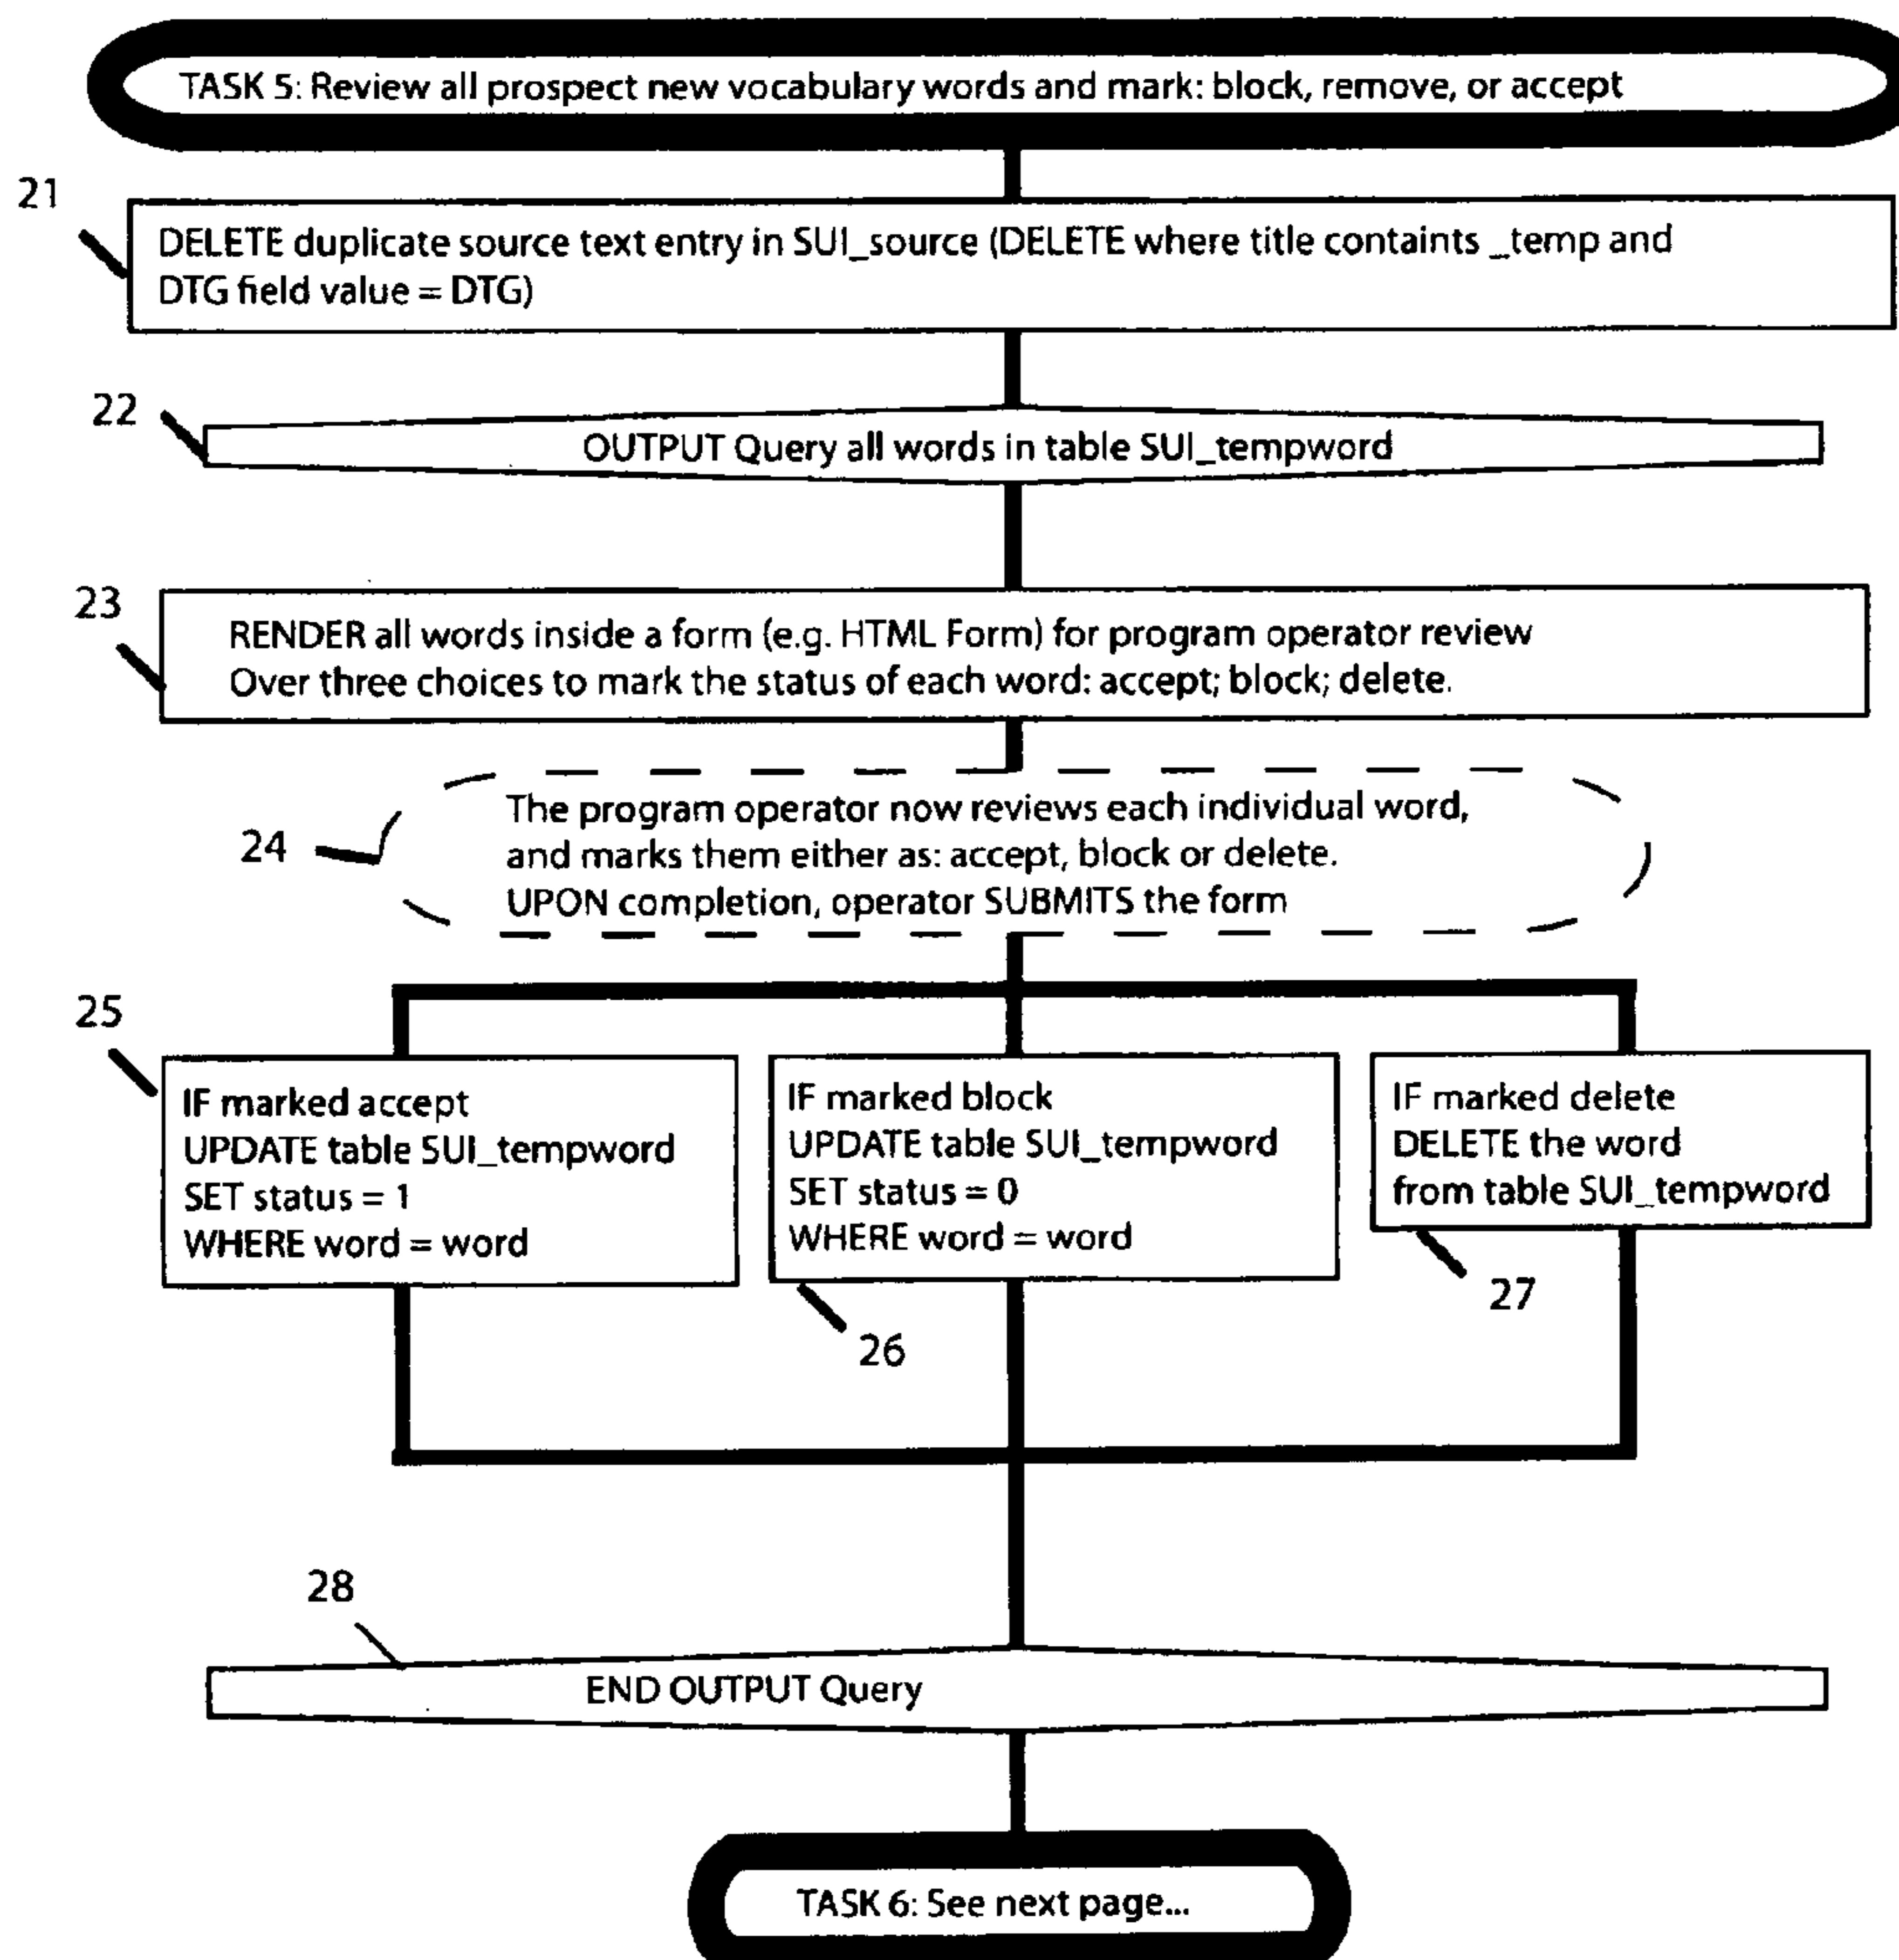 TASK 5: Review all prospect new vocabulary words and mark: block, remove, or accept
21
DELETE duplicate source text entry in SUI_source (DELETE where title containts _temp and
DTG field value = DTG)
22
OUTPUT Query all words in table SUI_tempword
23
RENDER all words inside a form (e.g. HTML Form) for program operator review
Over three choices to mark the status of each word: accept; block; delete.
24
The program operator now reviews each individual word,
and marks them either as: accept, block or delete.
UPON completion, operator SUBMITS the form
25
IF marked accept
UPDATE table SUI_tempword
SET status = 1
WHERE word = word
IF marked block
UPDATE table SUI_tempword
SET status = 0
WHERE word = word
26
IF marked delete
DELETE the word
from table SUI_tempword
27
28
END OUTPUT Query
TASK 6: See next page...